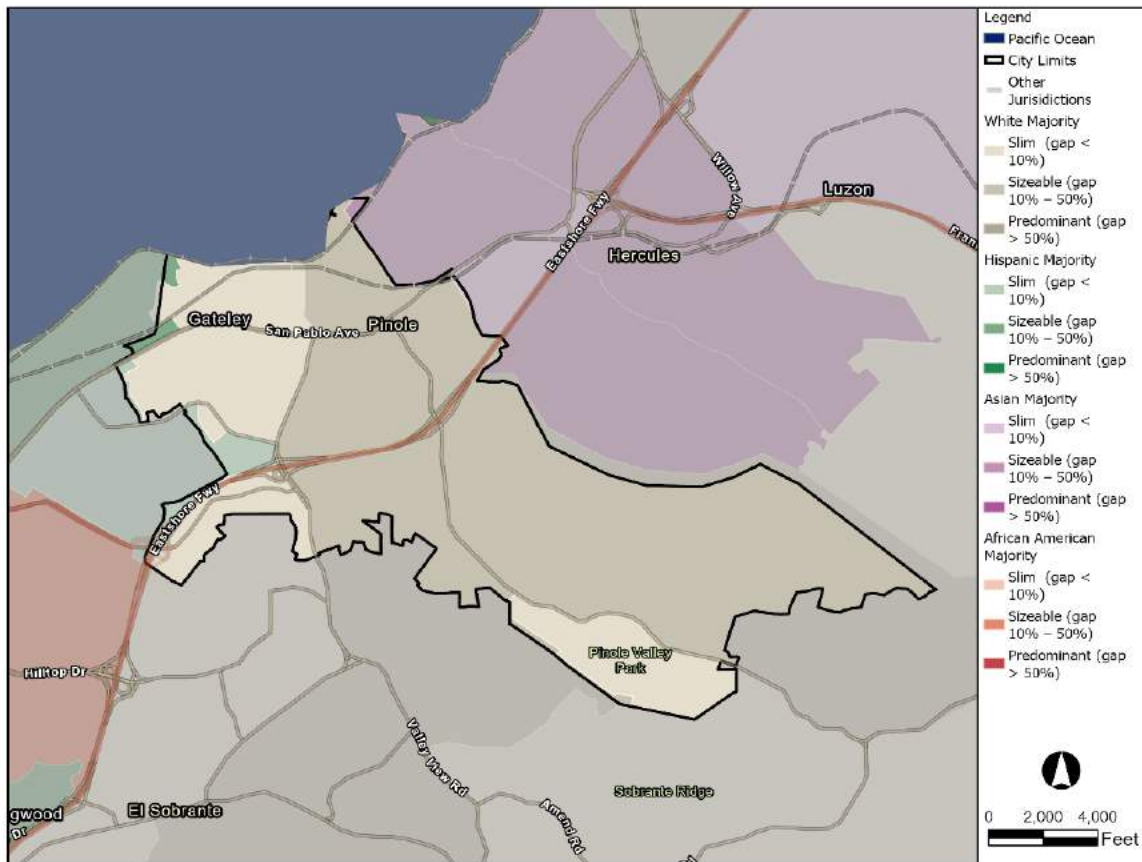 Legend
Pacific Ocean
City Limits
Other
Jurisidictions
White Majority
Slim (gap <
10%)
Sizeable (gap
10% – 50%)
Predominant (gap
> 50%)
Hispanic Majority
Slim (gap <
10%)
Sizeable (gap
10% – 50%)
Predominant (gap
> 50%)
Asian Majority
Slim (gap <
10%)
Sizeable (gap
10% – 50%)
Predominant (gap
> 50%)
African American
Majority
Slim (gap <
10%)
Sizeable (gap
10% – 50%)
Predominant (gap
> 50%)
0 2,000 4,000
Feet
Willow Ave
Luzon
Eastshore Fwy
Hercules
Fran
Gateley
San Pablo Ave
Pinole
Eastshore Fwy
Pinole Valley
Park
Hilltop Dr
Valley View Rd
Sobrante Ridge
Amend Rd
El Sobrante
gwood
Dr